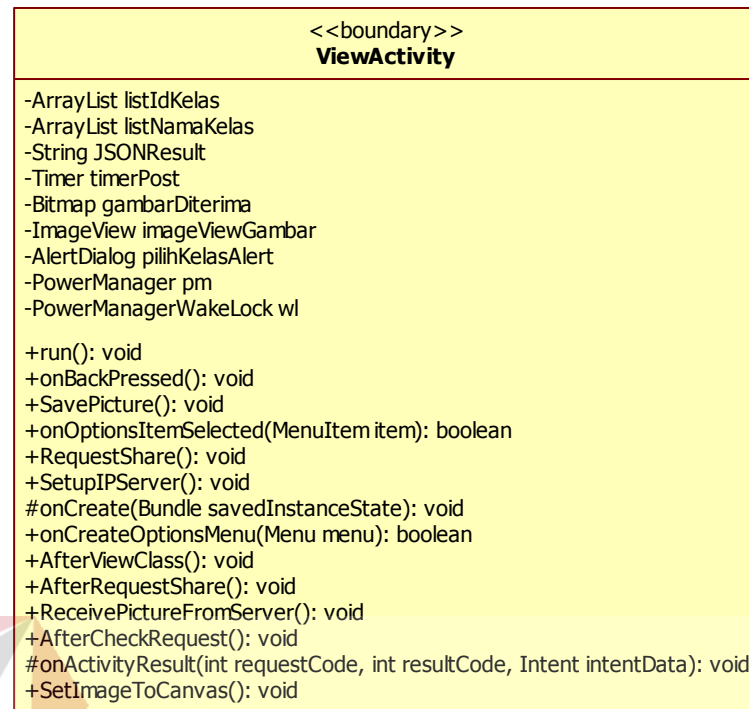 <<boundary>>
ViewActivity
-ArrayList listIdKelas
-ArrayList listNamaKelas
-String JSONResult
-Timer timerPost
-Bitmap gambarDiterima
-ImageView imageViewGambar
-AlertDialog pilihKelasAlert
-PowerManager pm
-PowerManagerWakeLock wl
+run(): void
+onBackPressed(): void
+SavePicture(): void
+onOptionsItemSelected(MenuItem item): boolean
+RequestShare(): void
+SetupIPServer(): void
#onCreate(Bundle savedInstanceState): void
+onCreateOptionsMenu(Menu menu): boolean
+AfterViewClass(): void
+AfterRequestShare(): void
+ReceivePictureFromServer(): void
+AfterCheckRequest(): void
#onActivityResult(int requestCode, int resultCode, Intent intentData): void
+SetImageToCanvas(): void